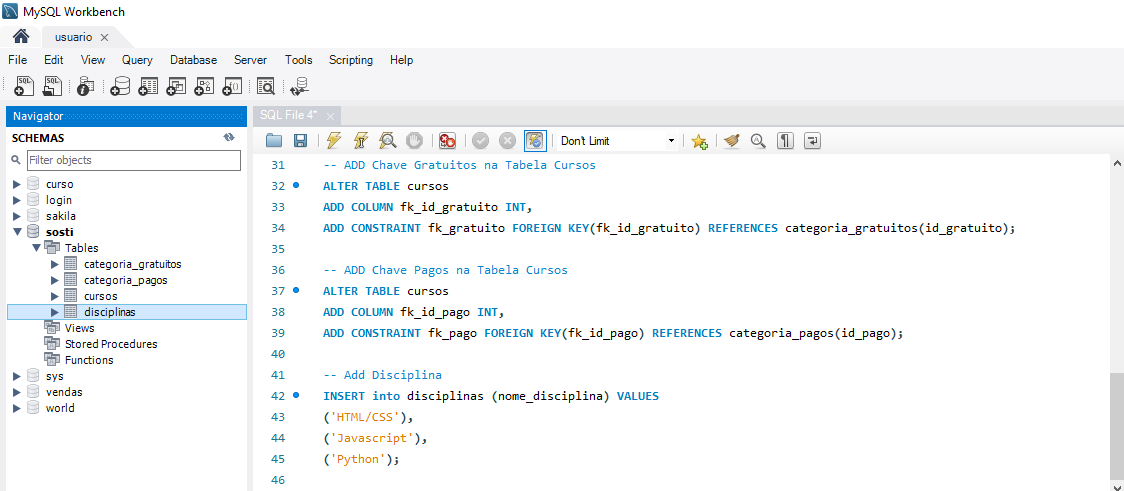 MySQL Workbench
usuario
File Edit View Query Database Server Tools Scripting Help
Navigator
SCHEMAS
Filter objects
curso
login
sakila
sosti
Tables
categoria_gratuitos
categoria_pagos
cursos
disciplinas
Views
Stored Procedures
Functions
sys
vendas
world
SQL File 4*
Don't Limit
31 -- ADD Chave Gratuitos na Tabela Cursos
32 ALTER TABLE cursos
33 ADD COLUMN fk_id_gratuito INT,
34 ADD CONSTRAINT fk_gratuito FOREIGN KEY(fk_id_gratuito) REFERENCES categoria_gratuitos(id_gratuito);
35
36 -- ADD Chave Pagos na Tabela Cursos
37 ALTER TABLE cursos
38 ADD COLUMN fk_id_pago INT,
39 ADD CONSTRAINT fk_pago FOREIGN KEY(fk_id_pago) REFERENCES categoria_pagos(id_pago);
40
41 -- Add Disciplina
42 INSERT into disciplinas (nome_disciplina) VALUES
43 ('HTML/CSS'),
44 ('Javascript'),
45 ('Python');
46